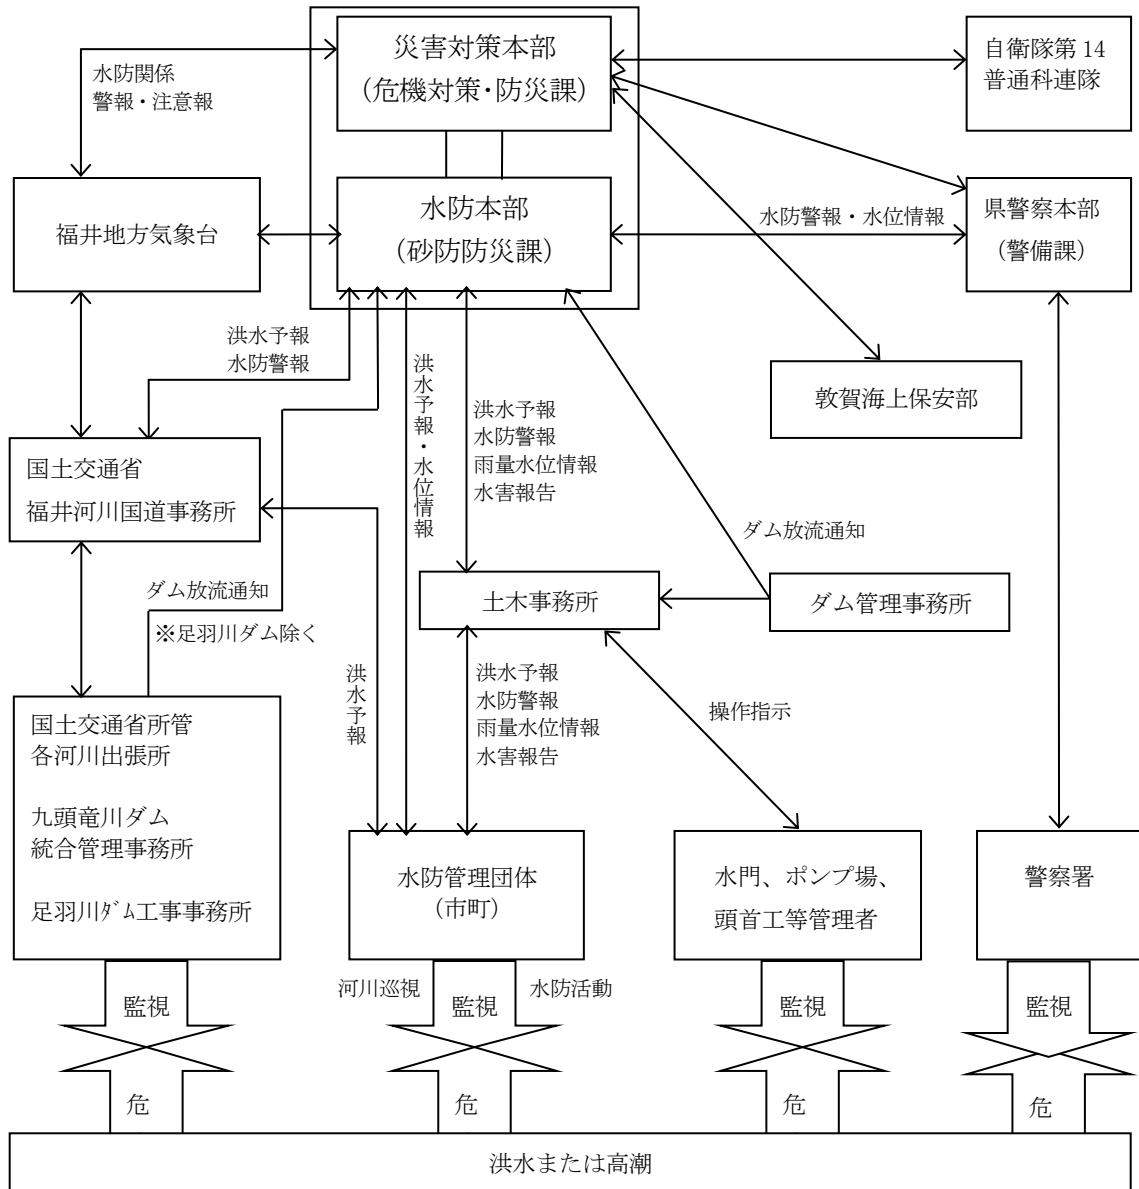 災害対策本部
(危機対策・防災課)
自衛隊第 14
普通科連隊
水防関係
警報・注意報
福井地方気象台
水防本部
(砂防防災課)
水防警報・水位情報
県警察本部
(警備課)
洪水予報
水防警報
洪水予報・水位情報
洪水予報
水防警報
雨量水位情報
水害報告
敦賀海上保安部
国土交通省
福井河川国道事務所
ダム放流通知
ダム放流通知
※足羽川ダム除く
土木事務所
ダム管理事務所
洪水予報
洪水予報
水防警報
雨量水位情報
水害報告
操作指示
国土交通省所管
各河川出張所
九頭竜川ダム
統合管理事務所
足羽川ﾀﾞﾑ工事事務所
水防管理団体
(市町)
水門、ポンプ場、
頭首工等管理者
警察署
監視
河川巡視
監視
水防活動
監視
監視
危
危
危
危
洪水または高潮